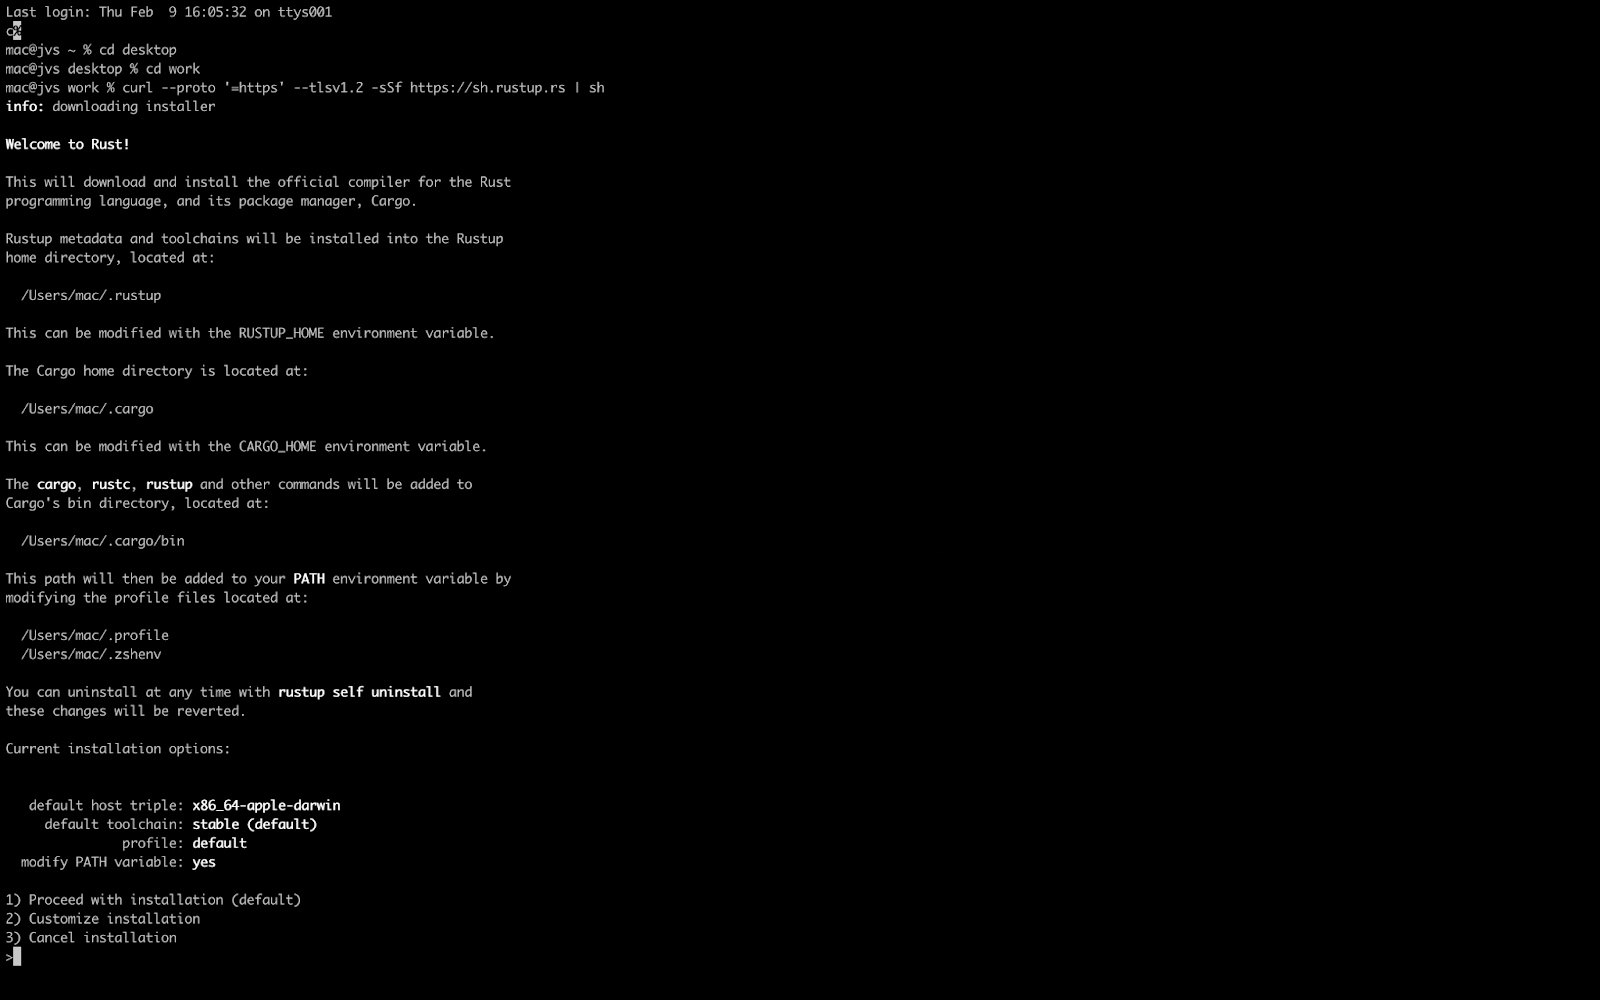 Last login: Thu Feb  9 16:05:32 on ttys001
c%
mac@jvs ~ % cd desktop
mac@jvs desktop % cd work
mac@jvs work % curl --proto '=https' --tlsv1.2 -sSf https://sh.rustup.rs | sh
info: downloading installer
Welcome to Rust!
This will download and install the official compiler for the Rust
programming language, and its package manager, Cargo.
Rustup metadata and toolchains will be installed into the Rustup
home directory, located at:
/Users/mac/.rustup
This can be modified with the RUSTUP_HOME environment variable.
The Cargo home directory is located at:
/Users/mac/.cargo
This can be modified with the CARGO_HOME environment variable.
The cargo, rustc, rustup and other commands will be added to
Cargo's bin directory, located at:
/Users/mac/.cargo/bin
This path will then be added to your PATH environment variable by
modifying the profile files located at:
/Users/mac/.profile
/Users/mac/.zshenv
You can uninstall at any time with rustup self uninstall and
these changes will be reverted.
Current installation options:
default host triple: x86_64-apple-darwin
default toolchain: stable (default)
profile: default
modify PATH variable: yes
1) Proceed with installation (default)
2) Customize installation
3) Cancel installation
>